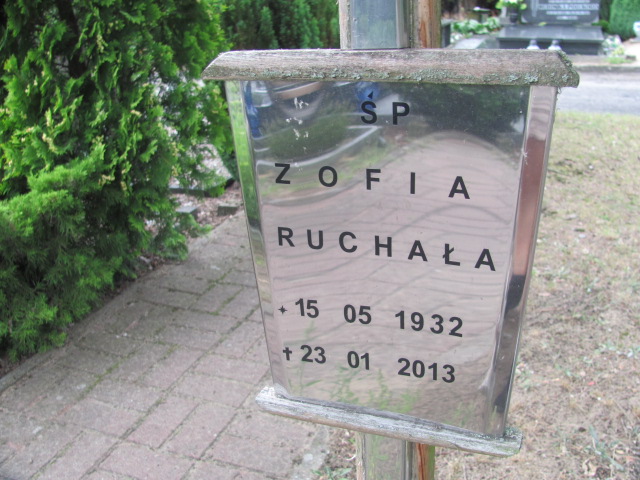 ŚP
ZOFIA
RUCHAŁA
✦ 15 05 1932
✝ 23 01 2013